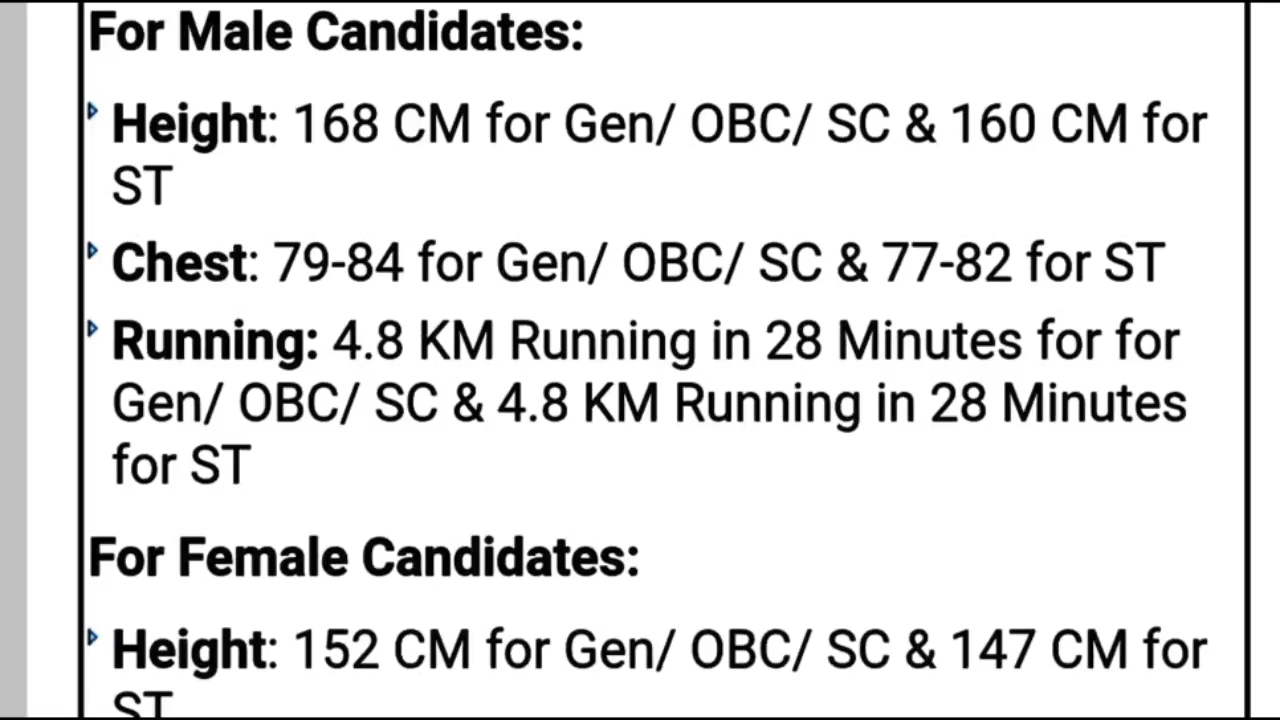 For Male Candidates:
Height: 168 CM for Gen/ OBC/ SC & 160 CM for
ST
Chest: 79-84 for Gen/ OBC/ SC & 77-82 for ST
Running: 4.8 KM Running in 28 Minutes for for
Gen/ OBC/ SC & 4.8 KM Running in 28 Minutes
for ST
For Female Candidates:
Height: 152 CM for Gen/ OBC/ SC & 147 CM for
ST